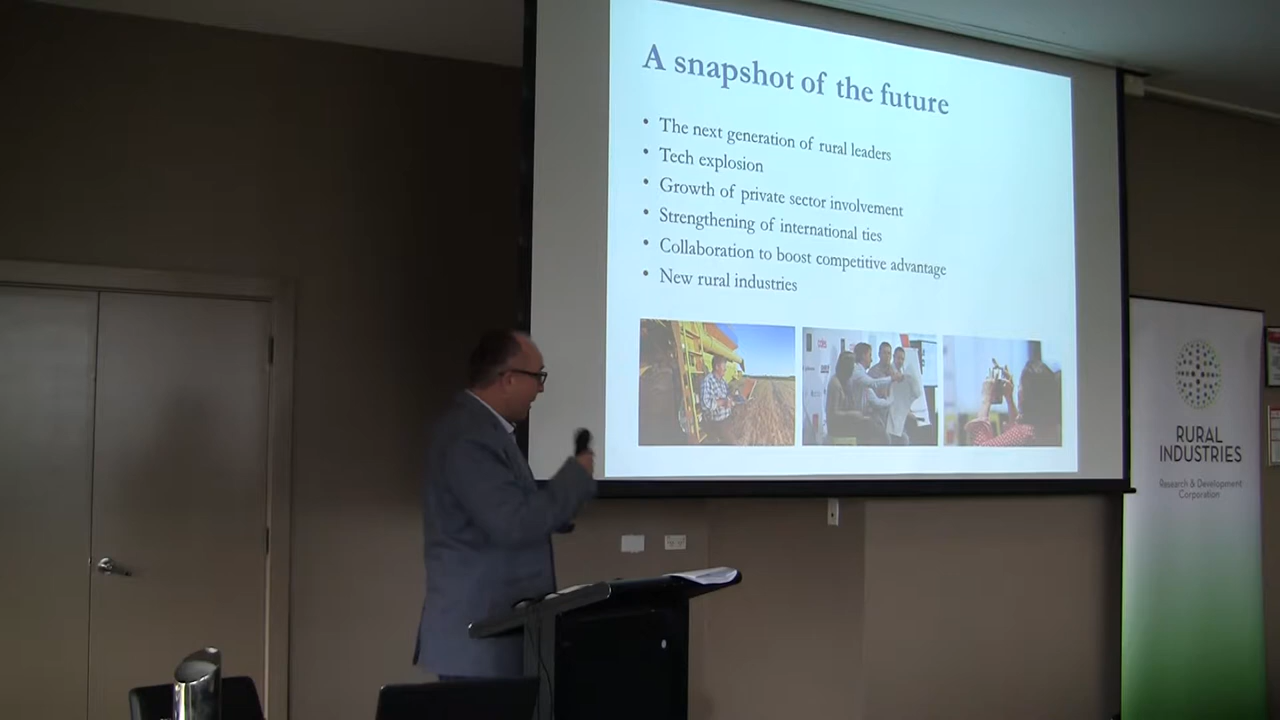 A snapshot of the future
• The next generation of rural leaders
• Tech explosion
• Growth of private sector involvement
• Strengthening of international ties
• Collaboration to boost competitive advantage
• New rural industries
RURAL
INDUSTRIES
Research & Development
Corporation